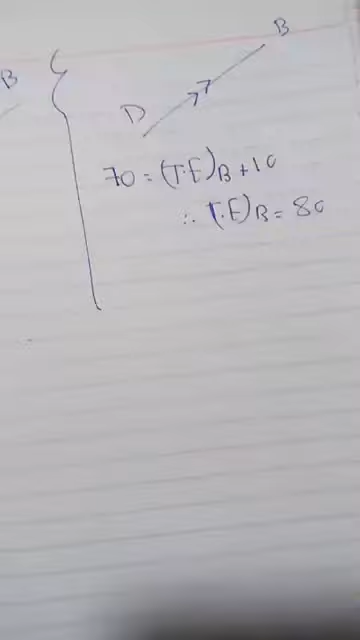 B
B
D
70 = (T.E)B + 10
∴ (T.E)B = 80